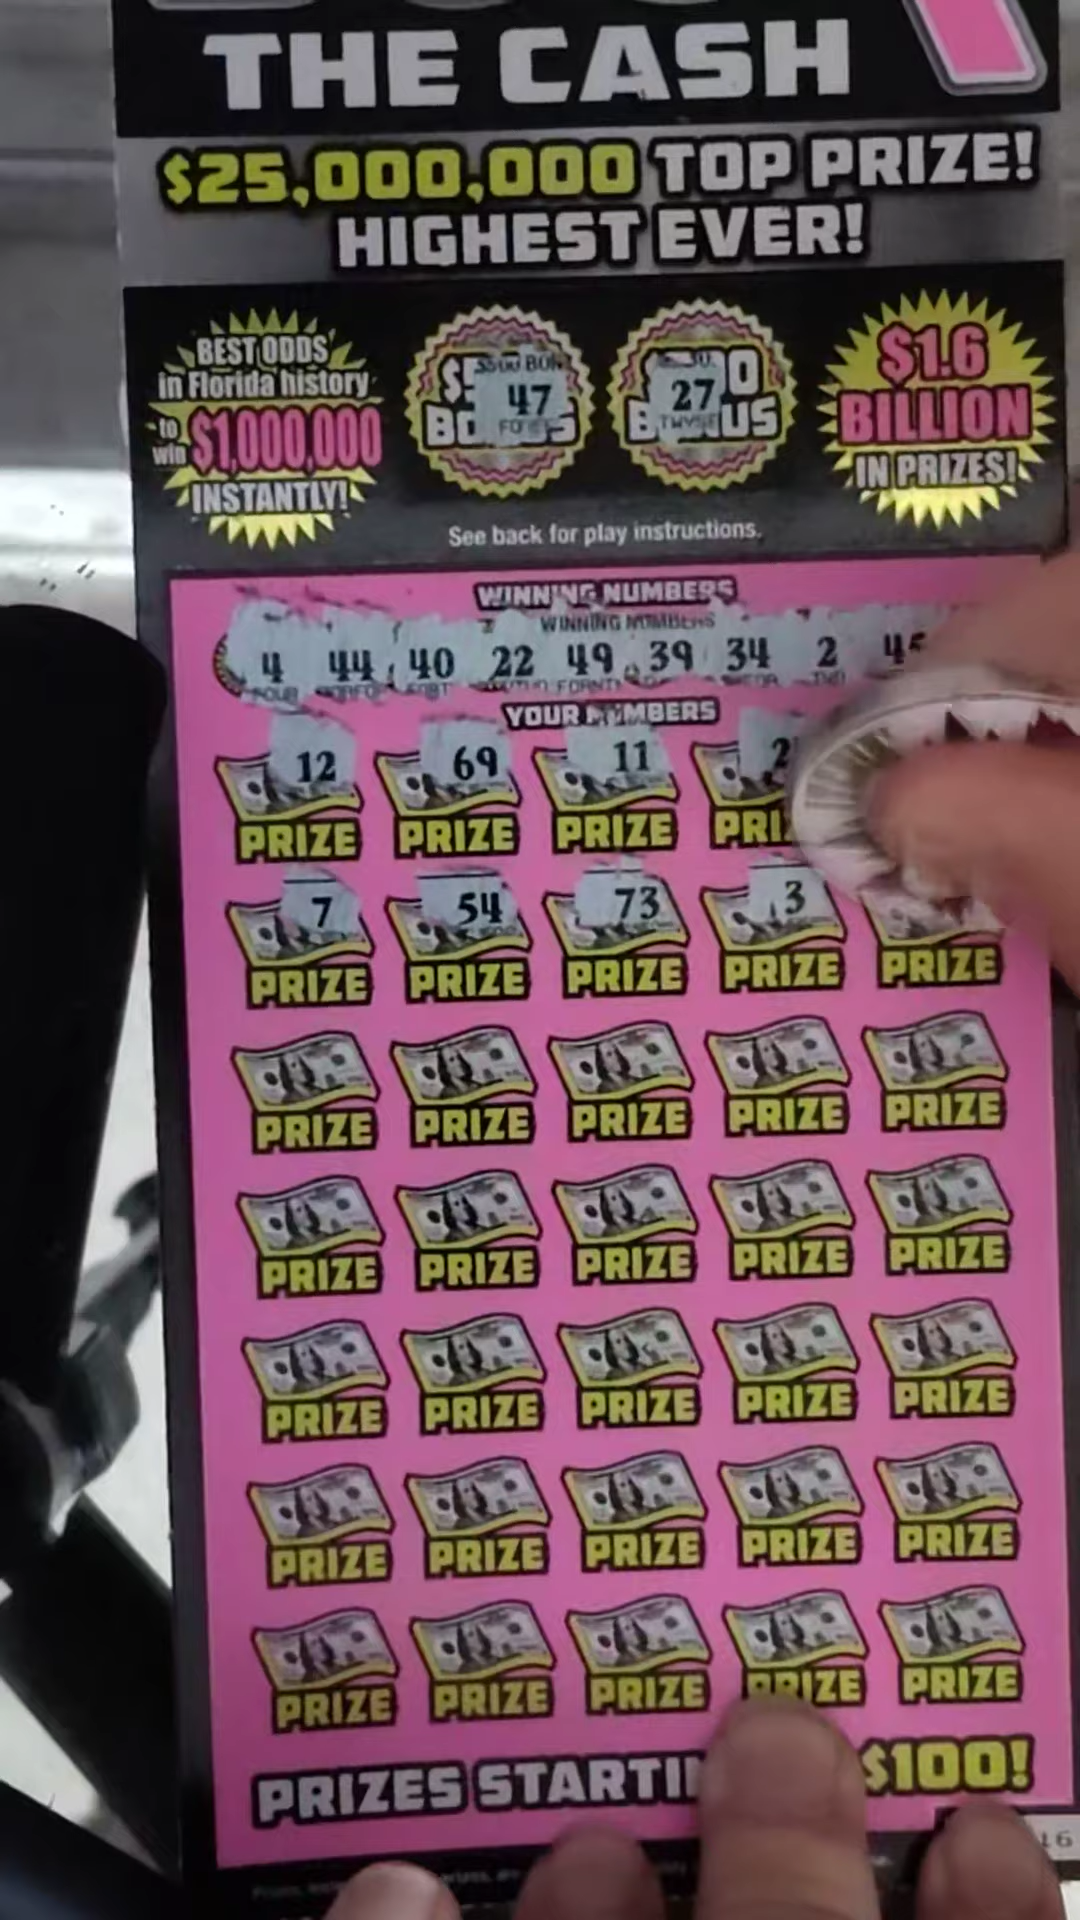 THE CASH
$25,000,000 TOP PRIZE!
HIGHEST EVER!
BEST ODDS
in Florida history
to
win $1,000,000
INSTANTLY!
47
27
$1.6
BILLION
IN PRIZES!
See back for play instructions.
WINNING NUMBERS
WINNING NUMBERS
4 44 40 22 49 39 34 2 45
YOUR NUMBERS
12 69 11
PRIZE PRIZE PRIZE
7 54 73 3
PRIZE PRIZE PRIZE PRIZE PRIZE
PRIZE PRIZE PRIZE PRIZE PRIZE
PRIZE PRIZE PRIZE PRIZE PRIZE
PRIZE PRIZE PRIZE PRIZE PRIZE
PRIZE PRIZE PRIZE PRIZE PRIZE
PRIZE PRIZE PRIZE PRIZE PRIZE
PRIZES $100!